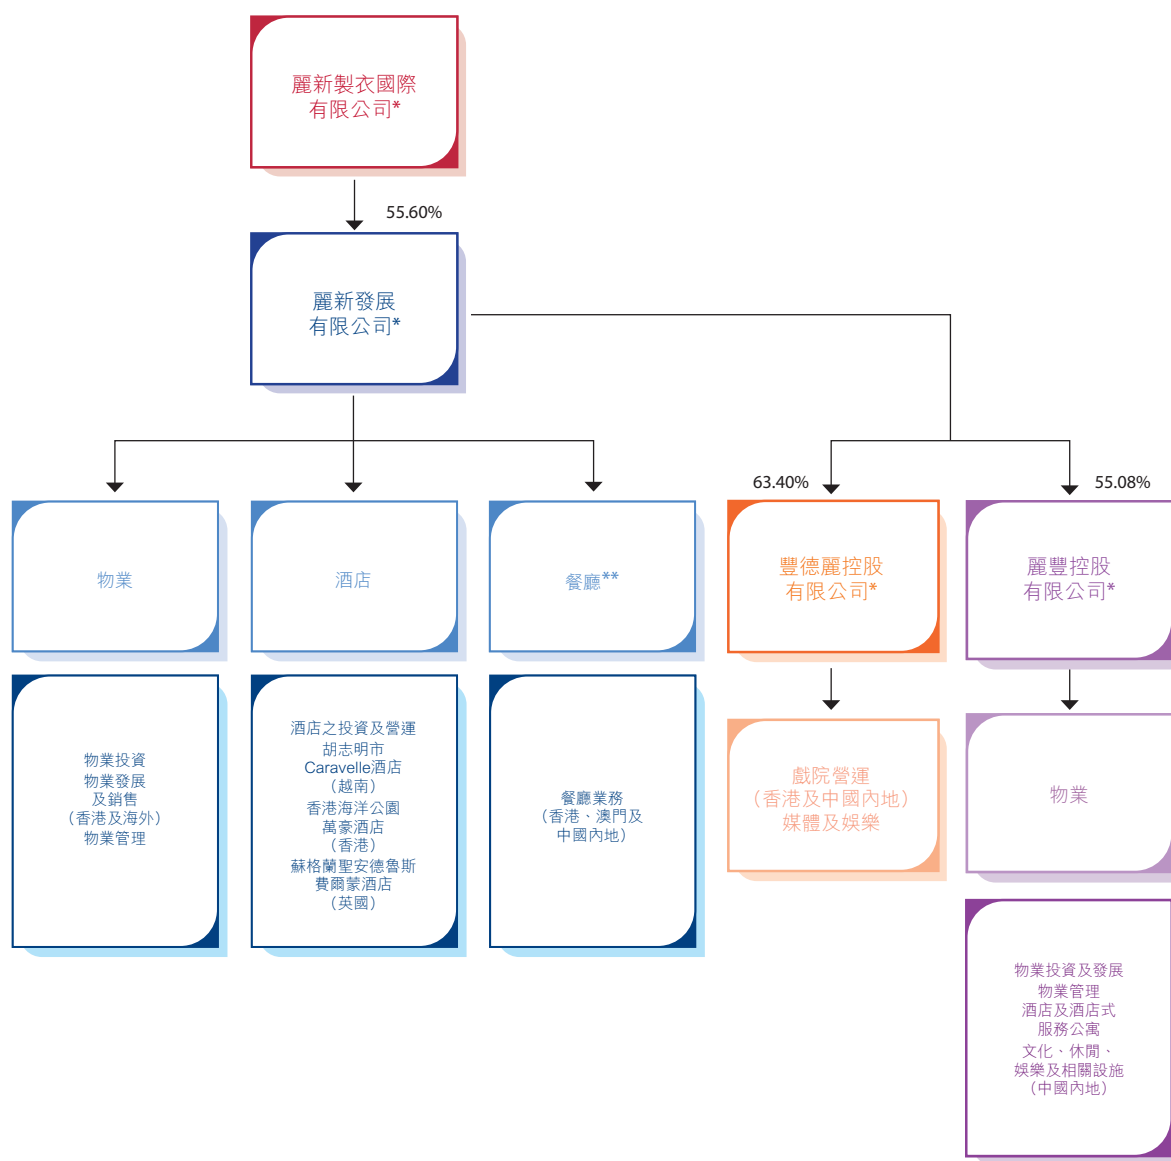 麗新製衣國際
有限公司*
55.60%
麗新發展
有限公司*
63.40%
55.08%
物業
酒店
餐廳**
豐德麗控股
有限公司*
麗豐控股
有限公司*
物業投資
物業發展
及銷售
（香港及海外）
物業管理
酒店之投資及營運
胡志明市
Caravelle酒店
（越南）
香港海洋公園
萬豪酒店
（香港）
蘇格蘭聖安德魯斯
費爾蒙酒店
（英國）
餐廳業務
（香港、澳門及
中國內地）
戲院營運
（香港及中國內地）
媒體及娛樂
物業
物業投資及發展
物業管理
酒店及酒店式
服務公寓
文化、休閒、
娛樂及相關設施
（中國內地）